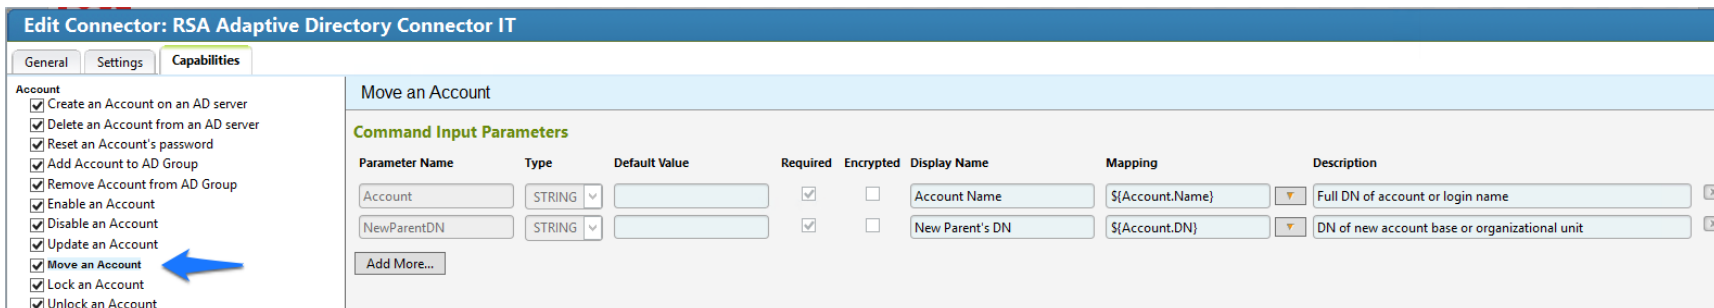 Edit Connector: RSA Adaptive Directory Connector IT
General Settings Capabilities
Account
Create an Account on an AD server
Delete an Account from an AD server
Reset an Account's password
Add Account to AD Group
Remove Account from AD Group
Enable an Account
Disable an Account
Update an Account
Move an Account
Lock an Account
Unlock an Account
Move an Account
Command Input Parameters
Parameter Name Type Default Value Required Encrypted Display Name Mapping Description
Account STRING Account Name ${Account.Name} Full DN of account or login name
NewParentDN STRING New Parent's DN ${Account.DN} DN of new account base or organizational unit
Add More...